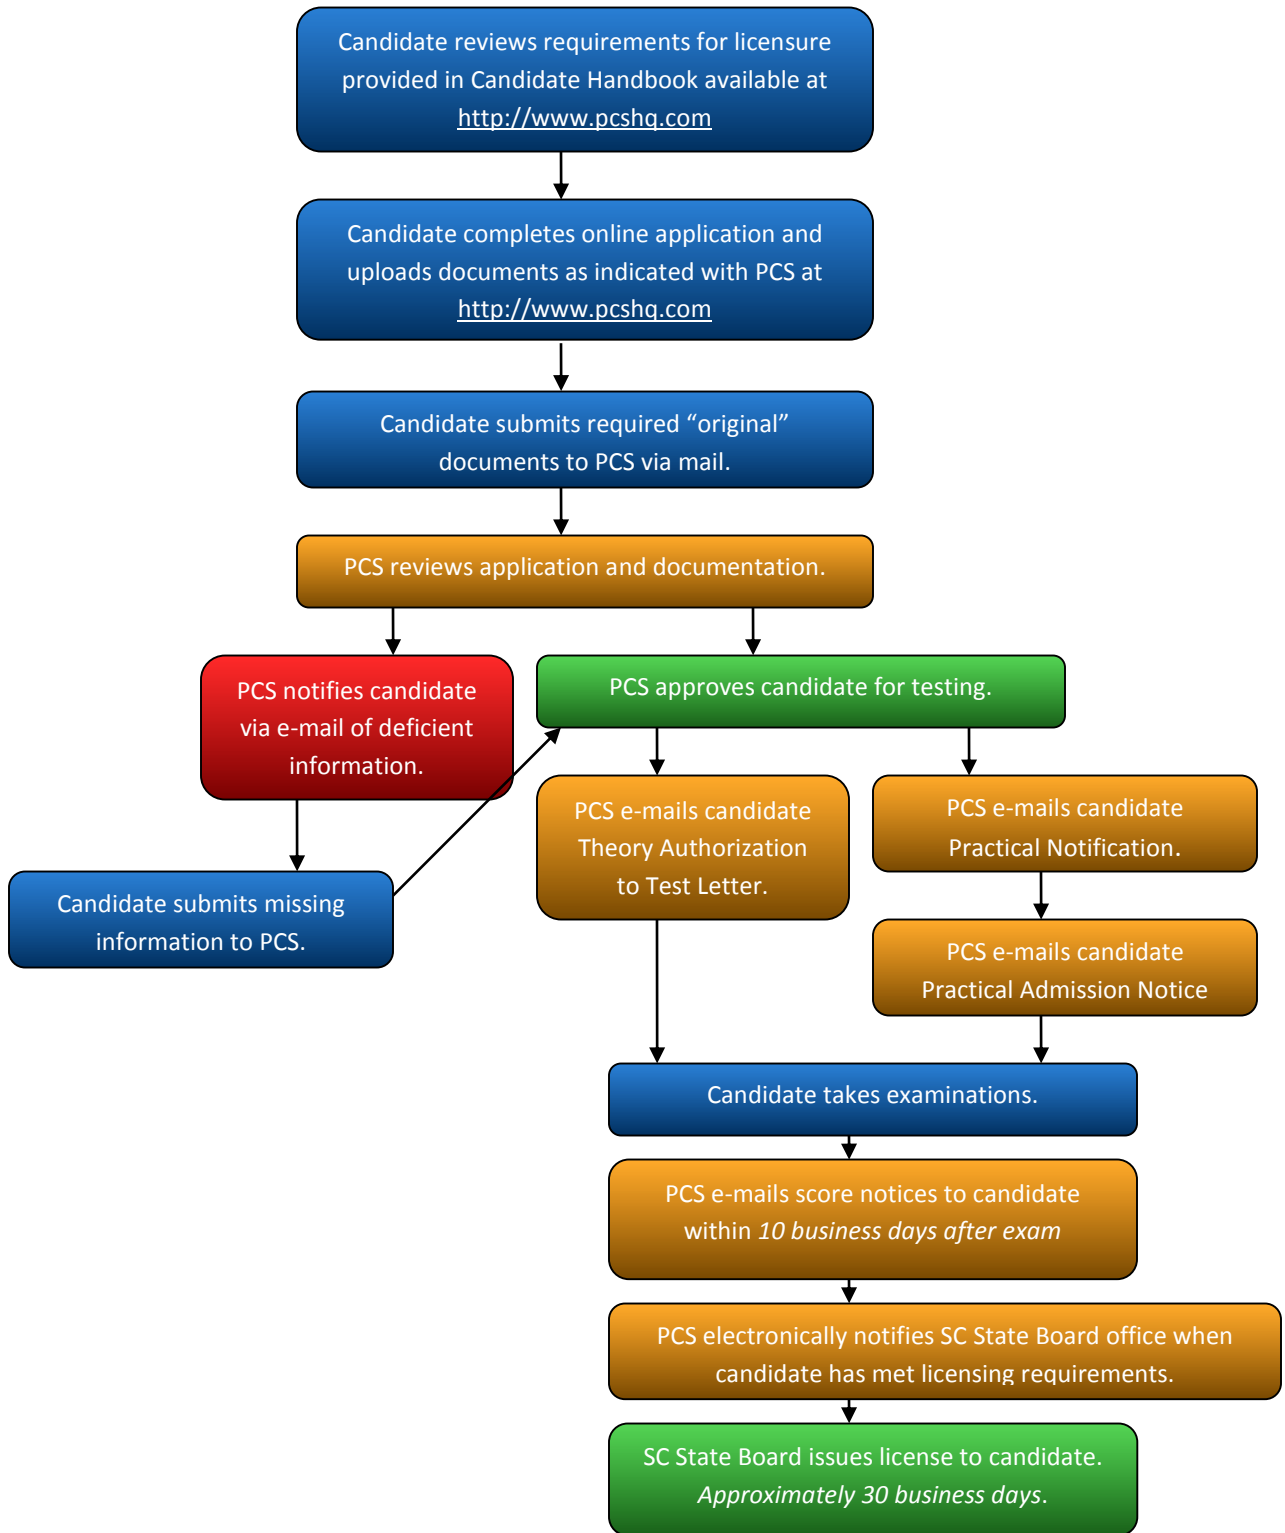 Candidate reviews requirements for licensure
provided in Candidate Handbook available at
http://www.pcshq.com
Candidate completes online application and
uploads documents as indicated with PCS at
http://www.pcshq.com
Candidate submits required “original”
documents to PCS via mail.
PCS reviews application and documentation.
PCS notifies candidate
via e-mail of deficient
information.
Candidate submits missing
information to PCS.
PCS approves candidate for testing.
PCS e-mails candidate
Theory Authorization
to Test Letter.
PCS e-mails candidate
Practical Notification.
PCS e-mails candidate
Practical Admission Notice
Candidate takes examinations.
PCS e-mails score notices to candidate
within 10 business days after exam
PCS electronically notifies SC State Board office when
candidate has met licensing requirements.
SC State Board issues license to candidate.
Approximately 30 business days.